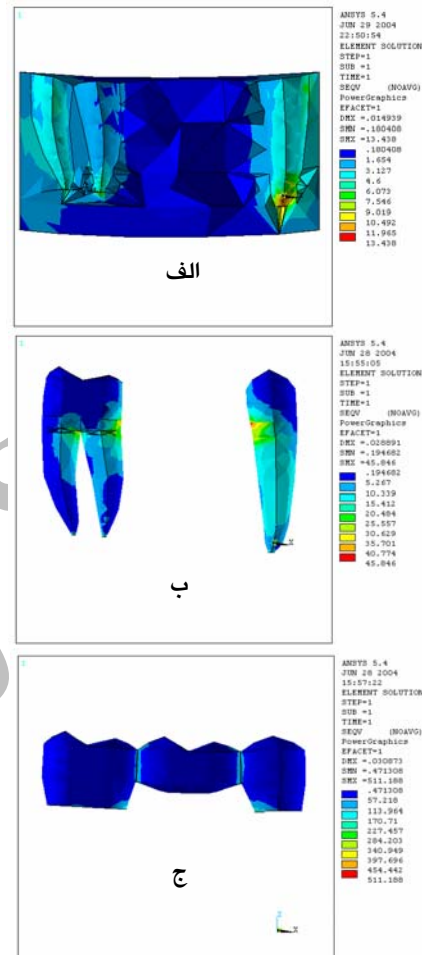 1
ANSYS 5.4
JUN 29 2004
22:50:54
ELEMENT SOLUTION
STEP=1
SUB =1
TIME=1
SEQV (NOAVG)
PowerGraphics
EFACET=1
DMX =.014939
SMN =.180408
SMX =13.438
.180408
1.654
3.127
4.6
6.073
7.546
9.019
10.492
11.965
13.438
الف
1
ANSYS 5.4
JUN 28 2004
15:55:05
ELEMENT SOLUTION
STEP=1
SUB =1
TIME=1
SEQV (NOAVG)
PowerGraphics
EFACET=1
DMX =.028891
SMN =.194682
SMX =45.846
.194682
5.267
10.339
15.412
20.484
25.557
30.629
35.701
40.774
45.846
X
ب
1
ANSYS 5.4
JUN 28 2004
15:57:22
ELEMENT SOLUTION
STEP=1
SUB =1
TIME=1
SEQV (NOAVG)
PowerGraphics
EFACET=1
DMX =.030873
SMN =.471308
SMX =511.188
.471308
57.218
113.964
170.71
227.457
284.203
340.949
397.696
454.442
511.188
ج
Z
X